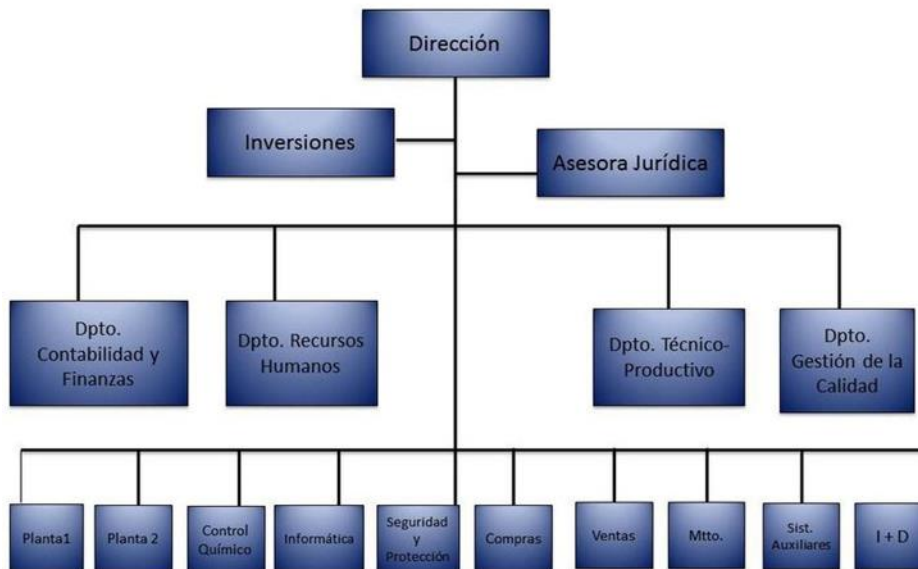 Dirección
Inversiones
Asesora Jurídica
Dpto.
Contabilidad y
Finanzas
Dpto. Recursos
Humanos
Dpto. Técnico-
Productivo
Dpto.
Gestión de la
Calidad
Planta1
Planta 2
Control
Químico
Informática
Seguridad
y
Protección
Compras
Ventas
Mtto.
Sist.
Auxiliares
I + D